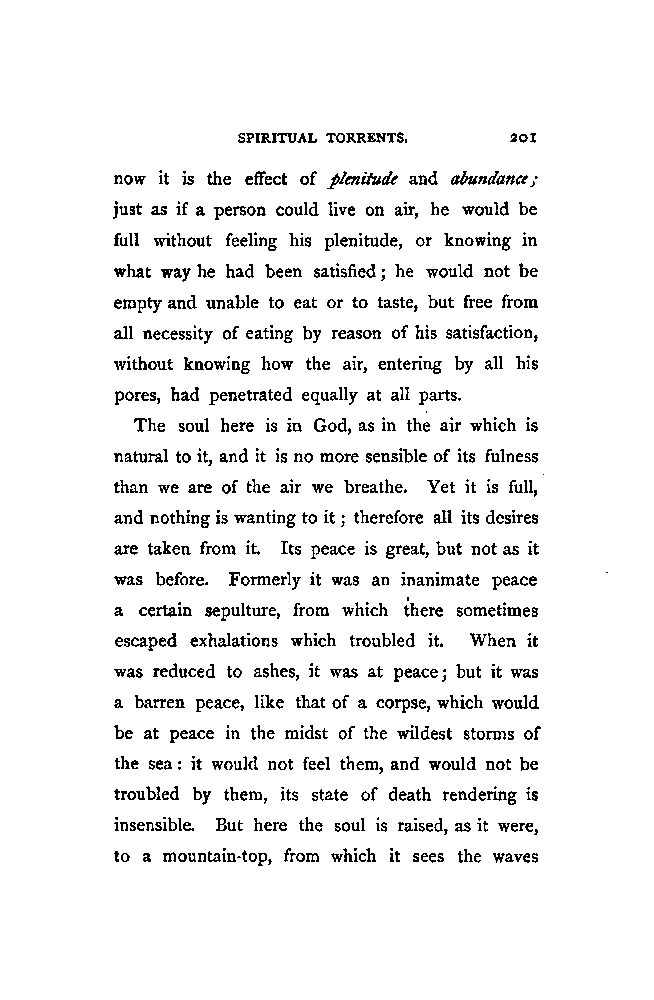 SPIRITUAL TORRENTS. 201
now it is the effect of plenitude and abundance;
just as if a person could live on air, he would be
full without feeling his plenitude, or knowing in
what way he had been satisfied; he would not be
empty and unable to eat or to taste, but free from
all necessity of eating by reason of his satisfaction,
without knowing how the air, entering by all his
pores, had penetrated equally at all parts.
The soul here is in God, as in the air which is
natural to it, and it is no more sensible of its fulness
than we are of the air we breathe. Yet it is full,
and nothing is wanting to it; therefore all its desires
are taken from it. Its peace is great, but not as it
was before. Formerly it was an inanimate peace
a certain sepulture, from which there sometimes
escaped exhalations which troubled it. When it
was reduced to ashes, it was at peace; but it was
a barren peace, like that of a corpse, which would
be at peace in the midst of the wildest storms of
the sea: it would not feel them, and would not be
troubled by them, its state of death rendering is
insensible. But here the soul is raised, as it were,
to a mountain-top, from which it sees the waves